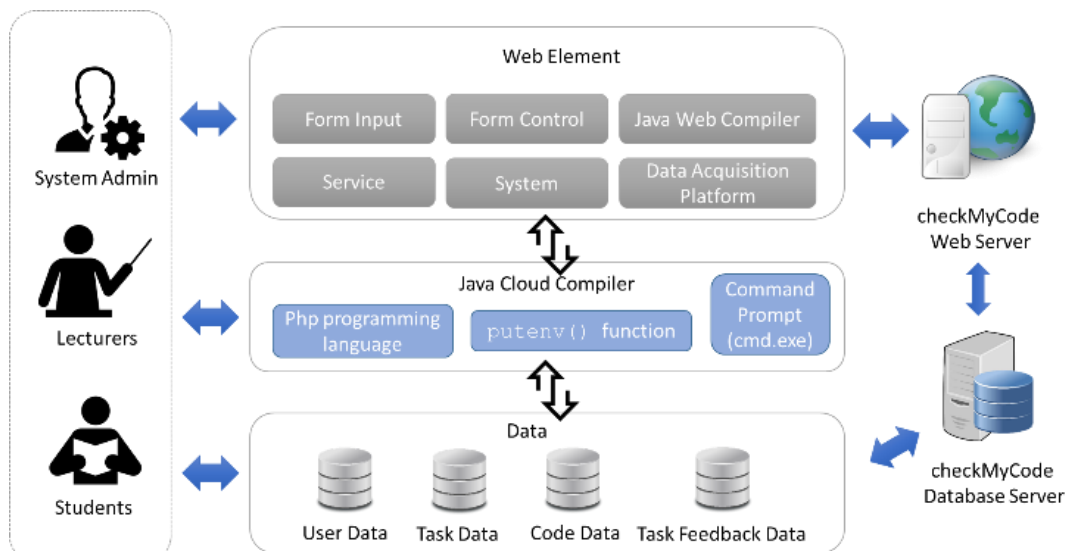 Web Element
Form Input
Form Control
Java Web Compiler
Service
System
Data Acquisition
Platform
System Admin
checkMyCode
Web Server
Java Cloud Compiler
Php programming
language
putenv() function
Command
Prompt
(cmd.exe)
Lecturers
Data
User Data
Task Data
Code Data
Task Feedback Data
Students
checkMyCode
Database Server